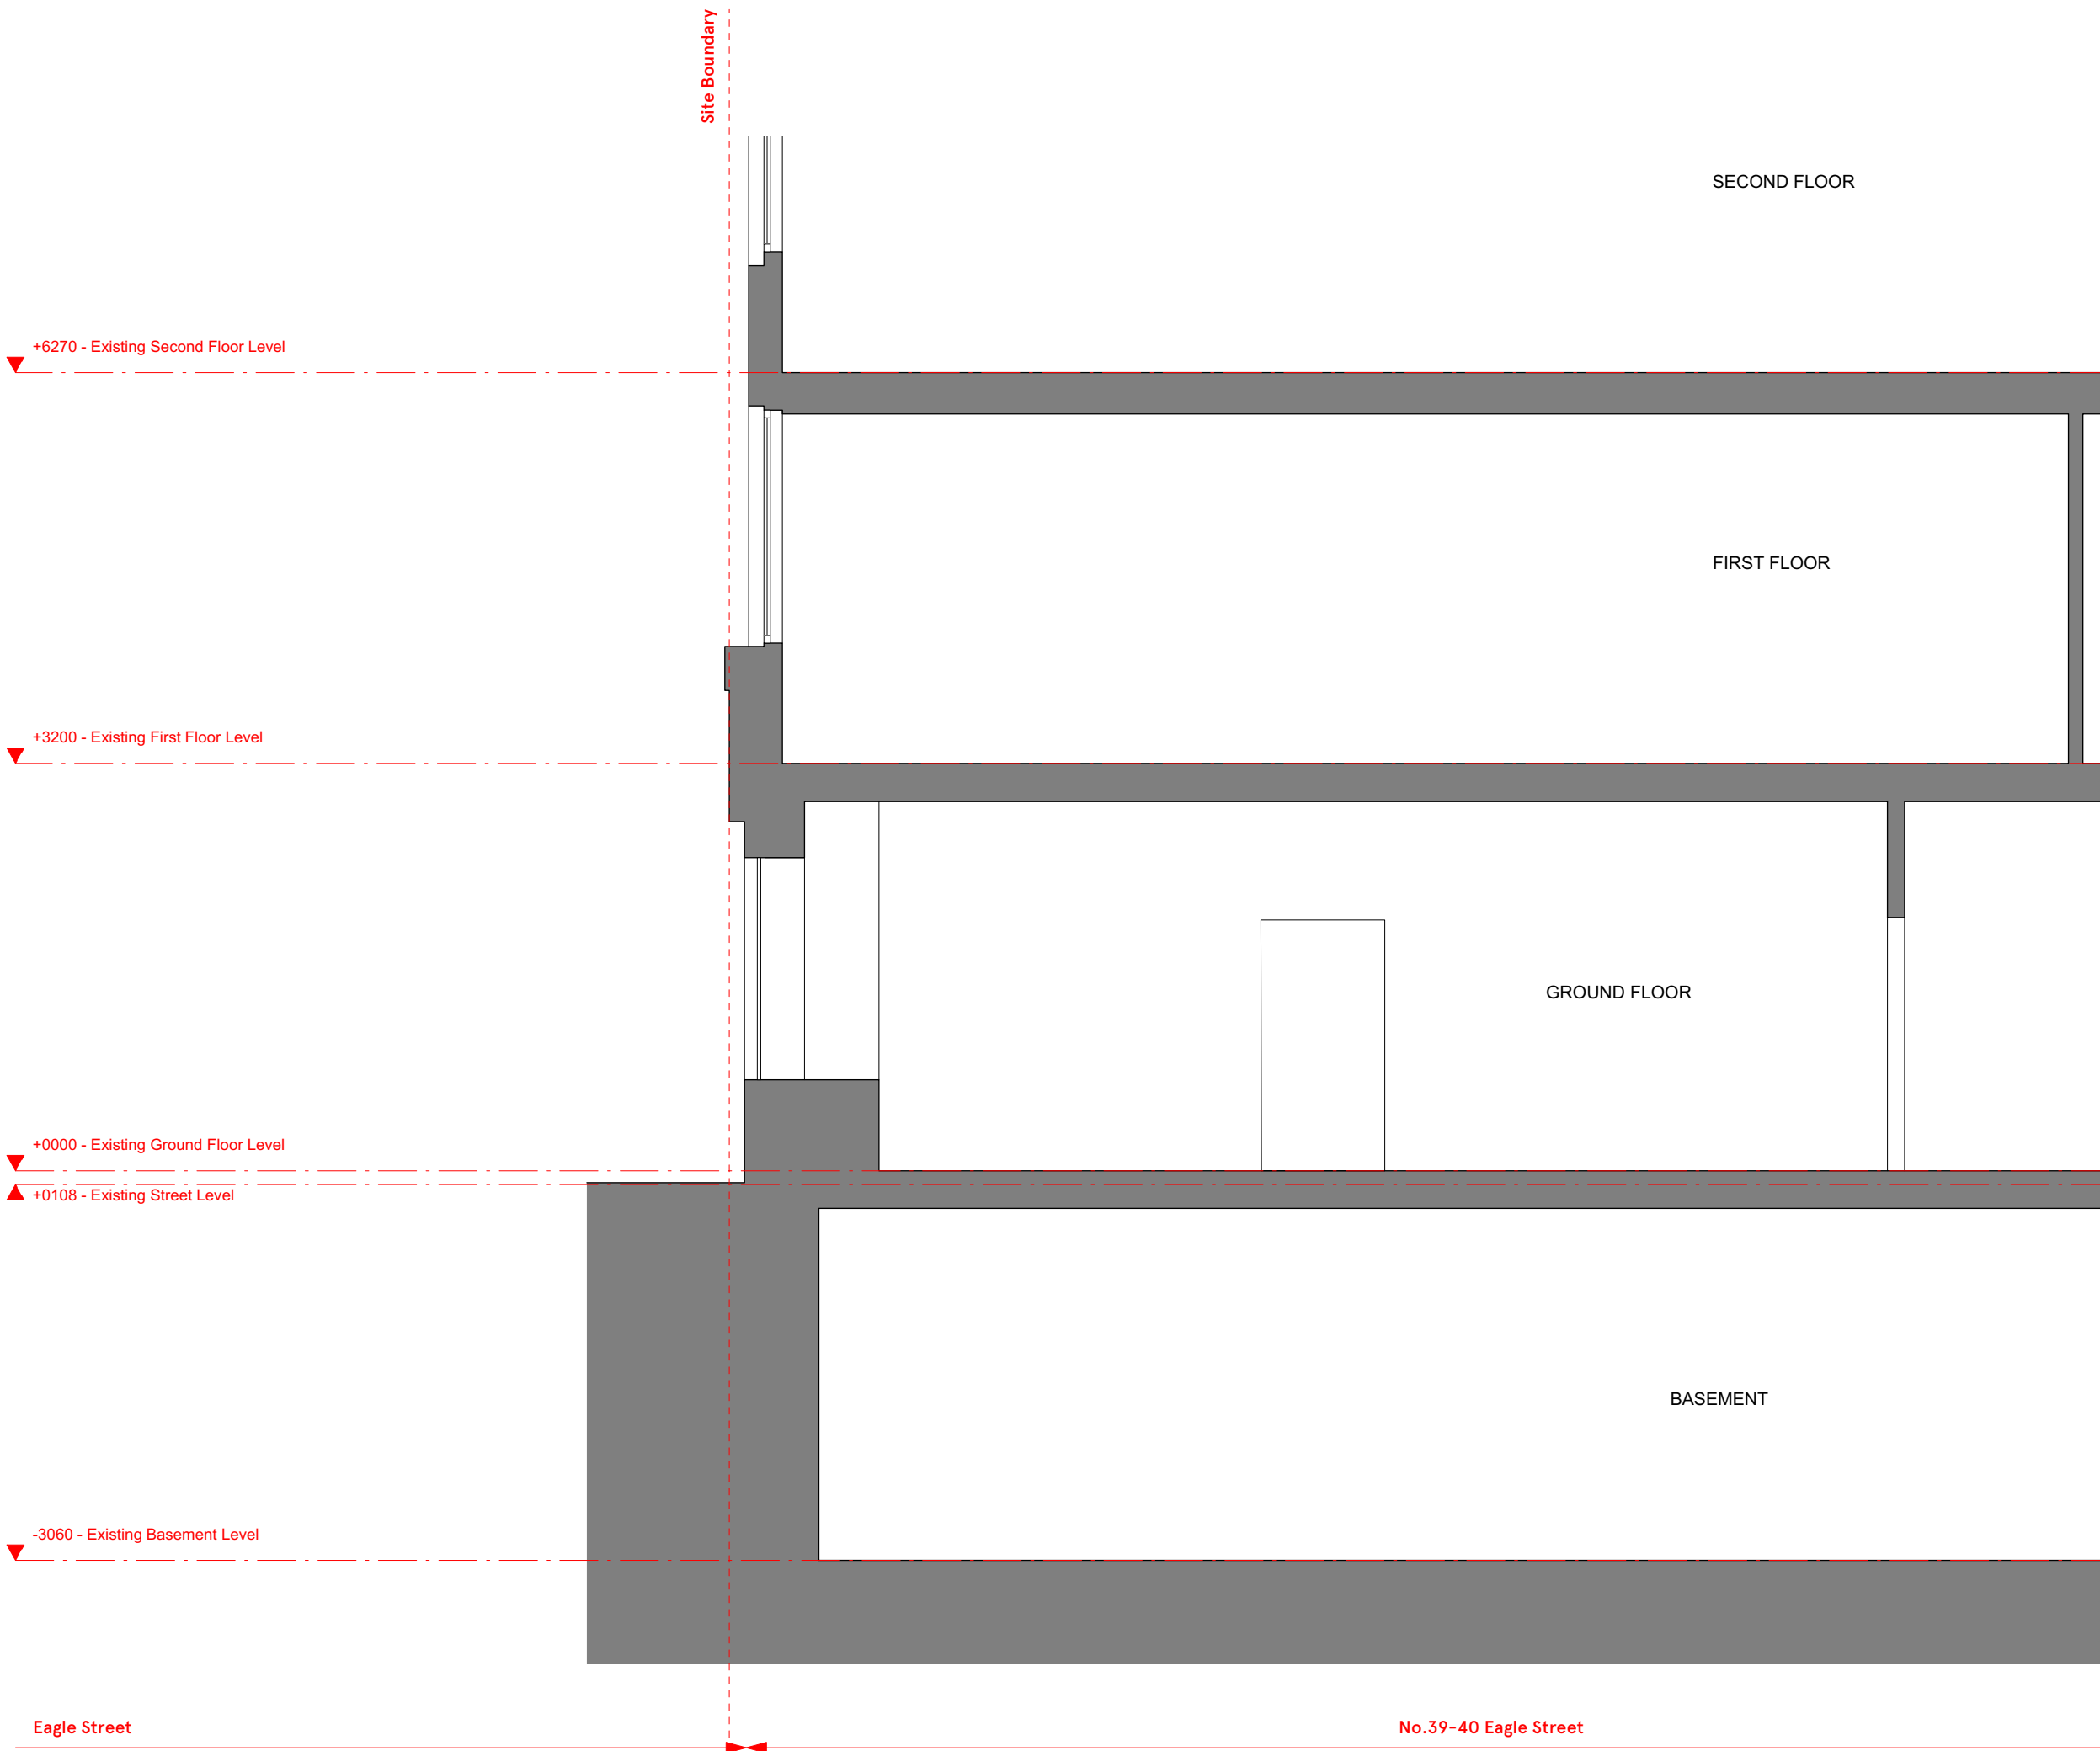 Site Boundary
SECOND FLOOR
+6270 - Existing Second Floor Level
FIRST FLOOR
+3200 - Existing First Floor Level
GROUND FLOOR
+0000 - Existing Ground Floor Level
+0108 - Existing Street Level
BASEMENT
-3060 - Existing Basement Level
Eagle Street
No.39-40 Eagle Street